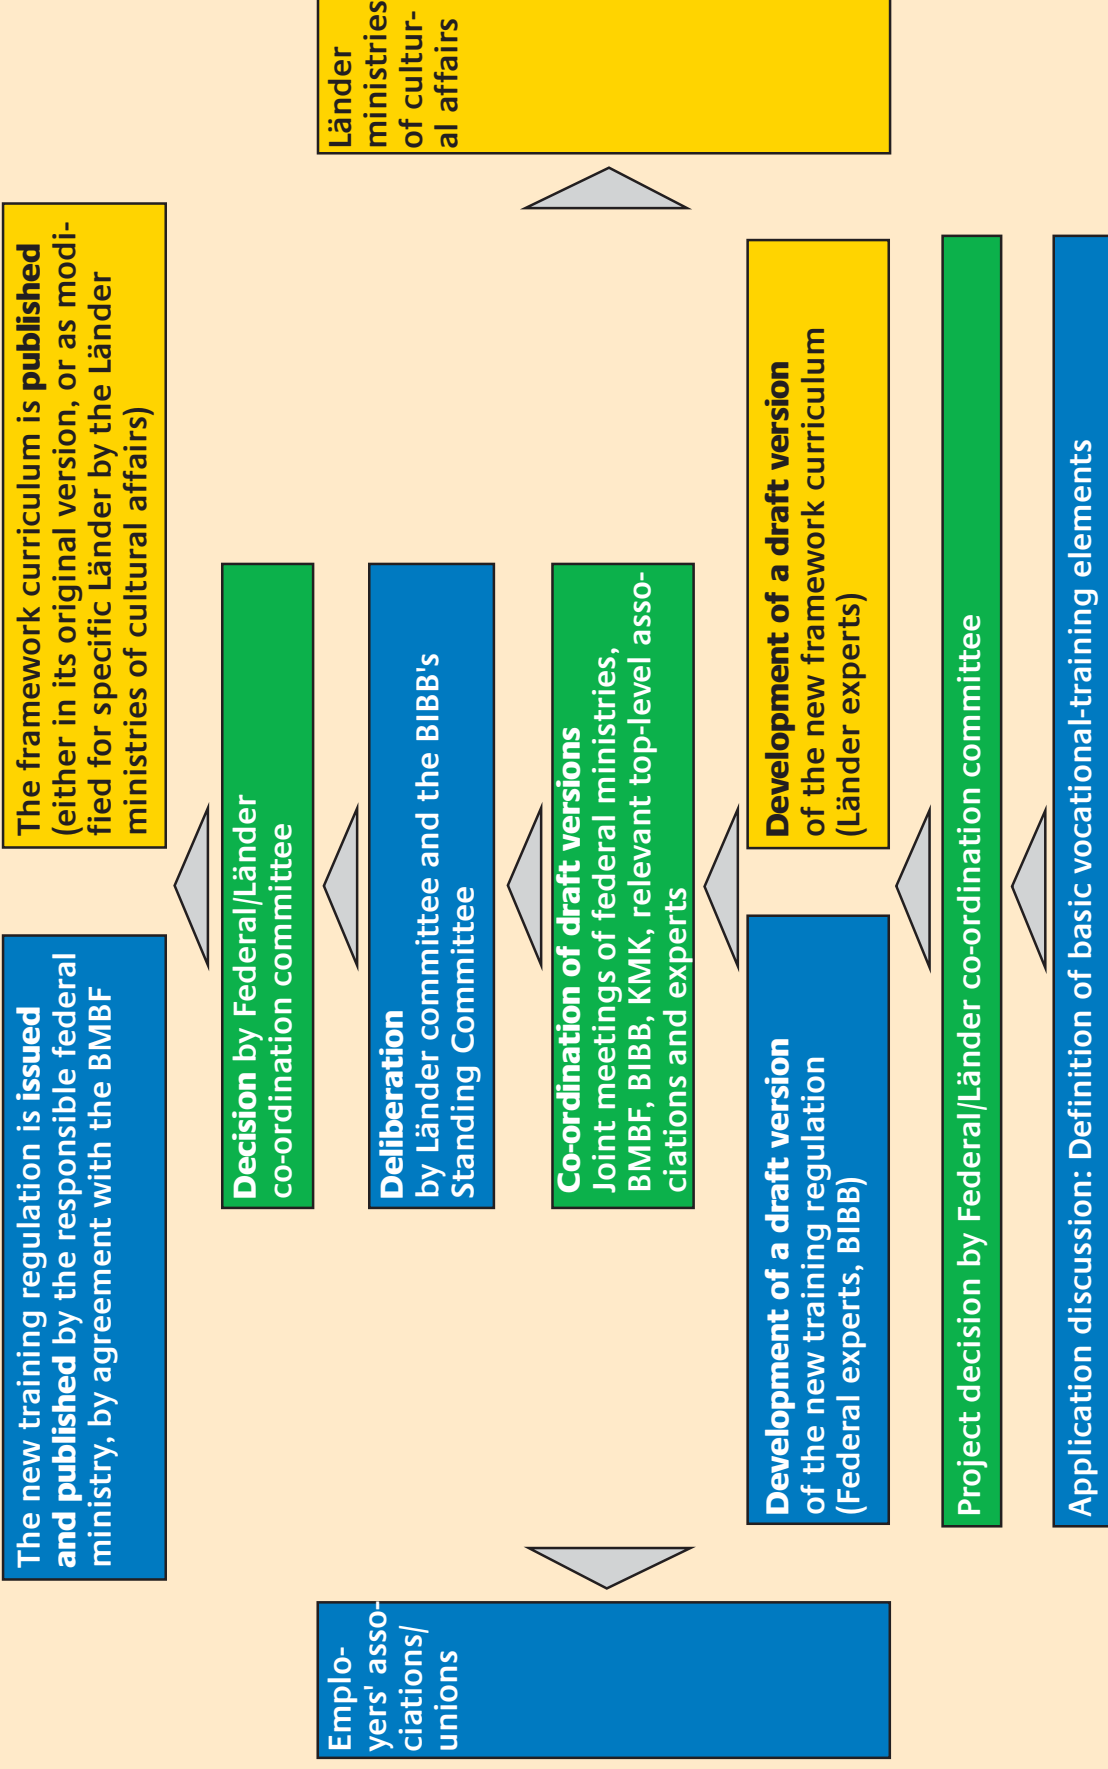 The new training regulation is issued
and published by the responsible federal
ministry, by agreement with the BMBF
The framework curriculum is published
(either in its original version, or as modi-
fied for specific Länder by the Länder
ministries of cultural affairs)
Decision by Federal/Länder
co-ordination committee
Emplo-
yers' asso-
ciations/
unions
Deliberation
by Länder committee and the BIBB's
Standing Committee
Länder
ministries
of cultur-
al affairs
Co-ordination of draft versions
Joint meetings of federal ministries,
BMBF, BIBB, KMK, relevant top-level asso-
ciations and experts
Development of a draft version
of the new training regulation
(Federal experts, BIBB)
Development of a draft version
of the new framework curriculum
(Länder experts)
Project decision by Federal/Länder co-ordination committee
Application discussion: Definition of basic vocational-training elements